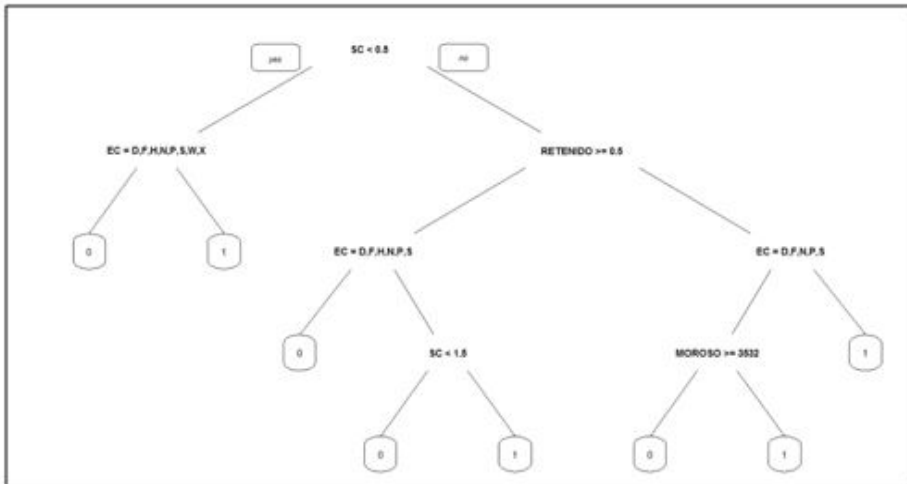 SC < 0.5
yes no
EC = D,F,H,N,P,S,W,X RETENIDO >= 0.5
0 1 EC = D,F,H,N,P,S EC = D,F,N,P,S
0 SC < 1.5 MOROSO >= 3532 1
0 1 0 1